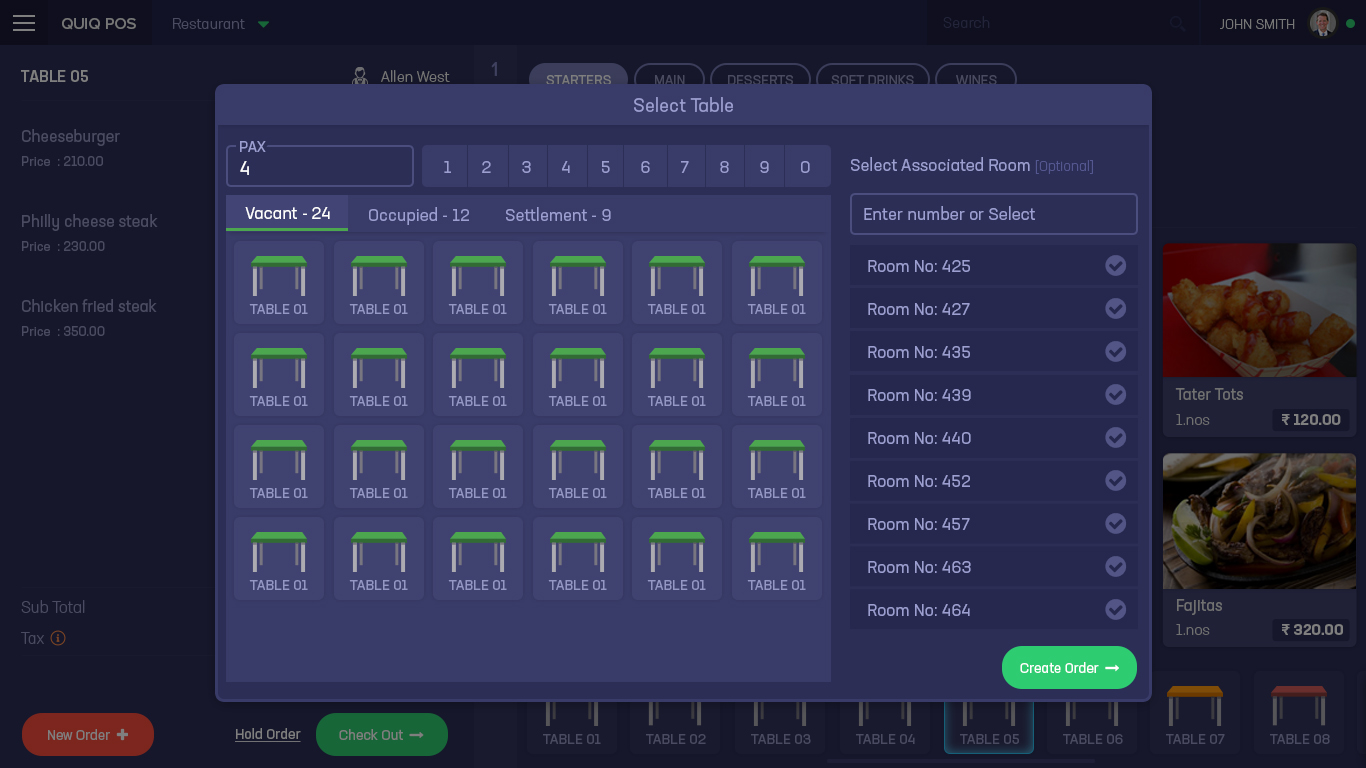 QUIQ POS
Restaurant
Search
JOHN SMITH
TABLE 05
Allen West
1
STARTERS
MAIN
DESSERTS
SOFT DRINKS
WINES
Cheeseburger
Price : 210.00
Philly cheese steak
Price : 230.00
Chicken fried steak
Price : 350.00
Sub Total
Tax
New Order
Hold Order
Check Out
Select Table
PAX
4
1 2 3 4 5 6 7 8 9 0
Vacant - 24
Occupied - 12
Settlement - 9
TABLE 01 TABLE 01 TABLE 01 TABLE 01 TABLE 01 TABLE 01
TABLE 01 TABLE 01 TABLE 01 TABLE 01 TABLE 01 TABLE 01
TABLE 01 TABLE 01 TABLE 01 TABLE 01 TABLE 01 TABLE 01
TABLE 01 TABLE 01 TABLE 01 TABLE 01 TABLE 01 TABLE 01
Select Associated Room [Optional]
Enter number or Select
Room No: 425
Room No: 427
Room No: 435
Room No: 439
Room No: 440
Room No: 452
Room No: 457
Room No: 463
Room No: 464
Create Order
Tater Tots
1.nos
₹ 120.00
Fajitas
1.nos
₹ 320.00
TABLE 01 TABLE 02 TABLE 03 TABLE 04 TABLE 05 TABLE 06 TABLE 07 TABLE 08